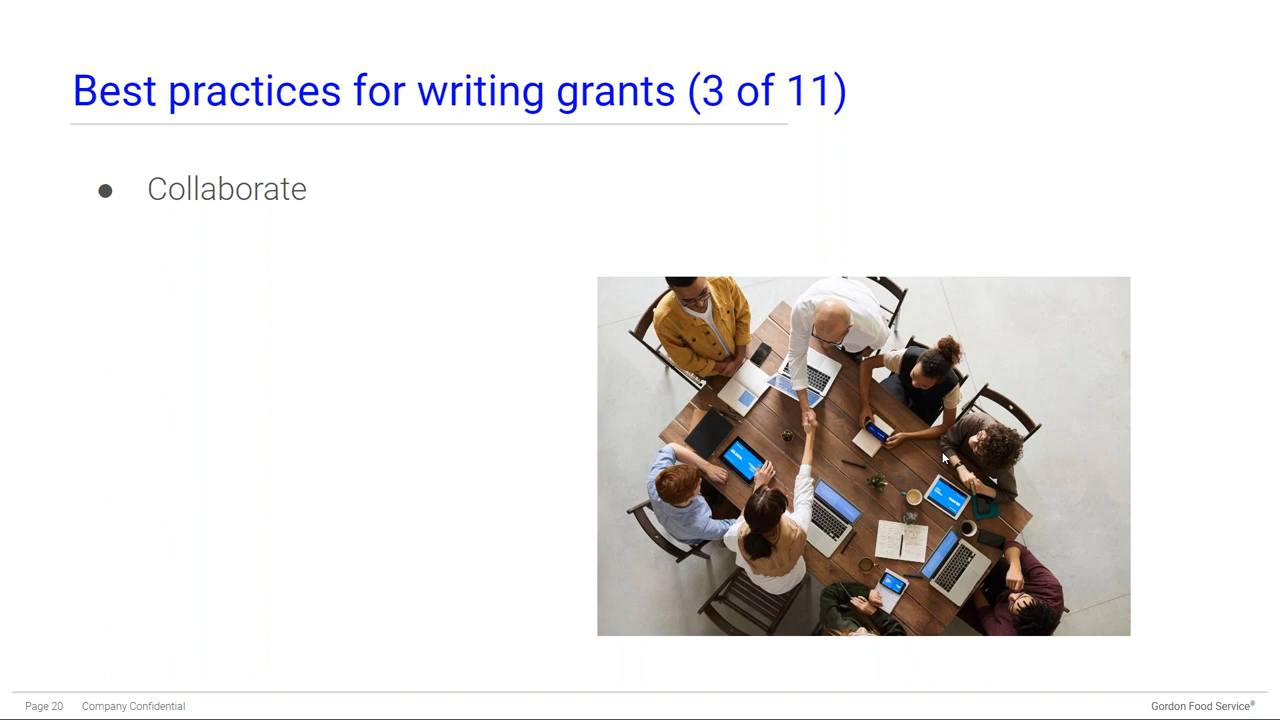 Best practices for writing grants (3 of 11)
● Collaborate
Page 20 Company Confidential Gordon Food Service®